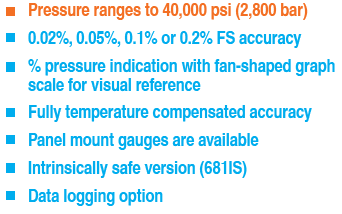 Pressure ranges to 40,000 psi (2,800 bar)
0.02%, 0.05%, 0.1% or 0.2% FS accuracy
% pressure indication with fan-shaped graph
scale for visual reference
Fully temperature compensated accuracy
Panel mount gauges are available
Intrinsically safe version (681IS)
Data logging option